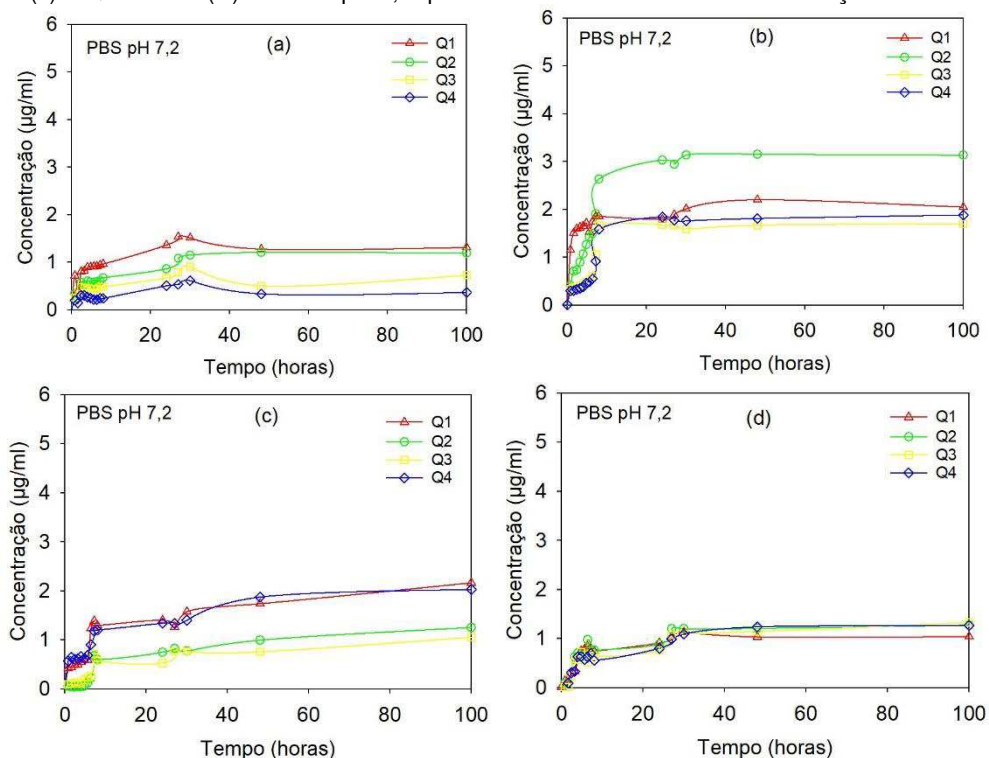 PBS pH 7,2
(a)
Q1
Q2
Q3
Q4
Concentração (µg/ml)
6
5
4
3
2
1
0
0 20 40 60 80 100
Tempo (horas)
PBS pH 7,2
(b)
Q1
Q2
Q3
Q4
Concentração (µg/ml)
6
5
4
3
2
1
0
0 20 40 60 80 100
Tempo (horas)
PBS pH 7,2
(c)
Q1
Q2
Q3
Q4
Concentração (µg/ml)
6
5
4
3
2
1
0
0 20 40 60 80 100
Tempo (horas)
PBS pH 7,2
(d)
Q1
Q2
Q3
Q4
Concentração (µg/ml)
6
5
4
3
2
1
0
0 20 40 60 80 100
Tempo (horas)